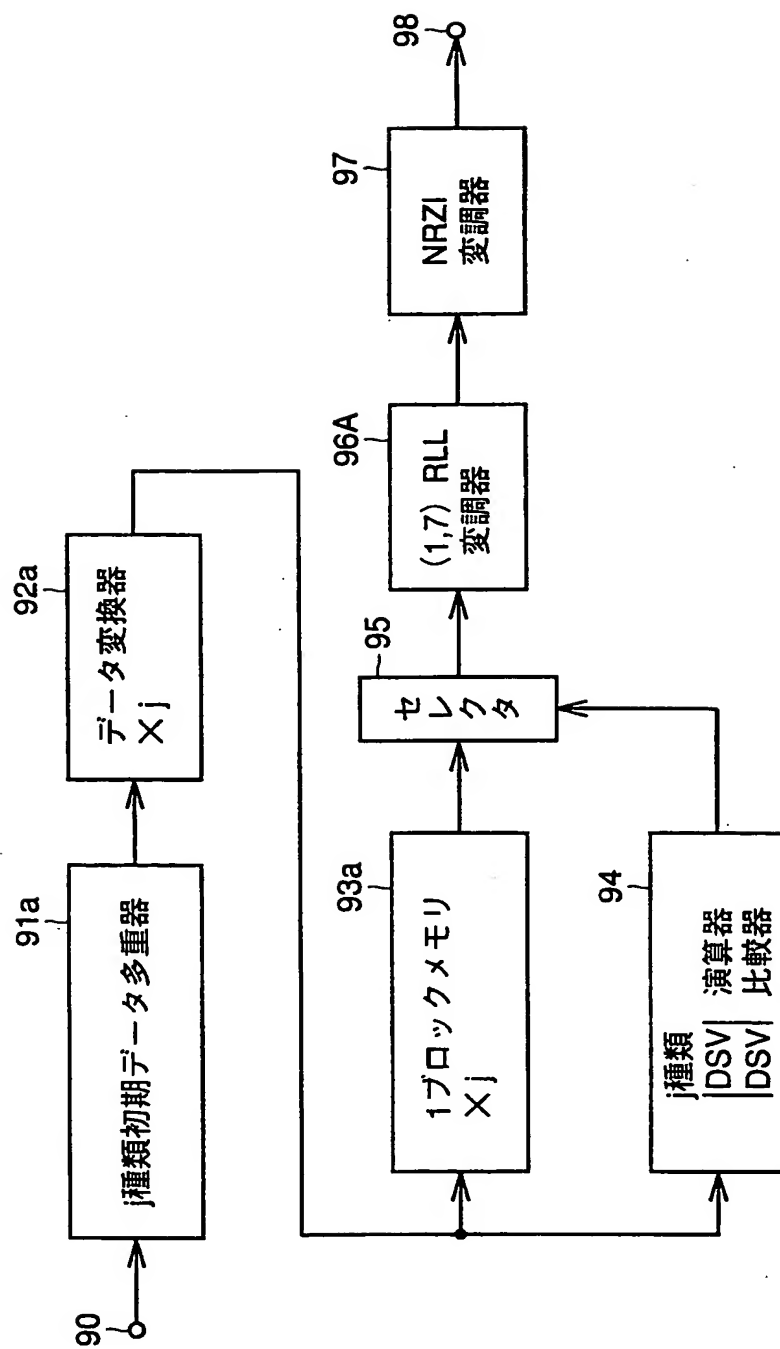 90
91a
j種類初期データ多重器
92a
データ変換器
×j
93a
1ブロックメモリ
×j
94
j種類
|DSV| 演算器
|DSV| 比較器
95
セレクタ
96A
(1,7) RLL
変調器
97
NRZI
変調器
98